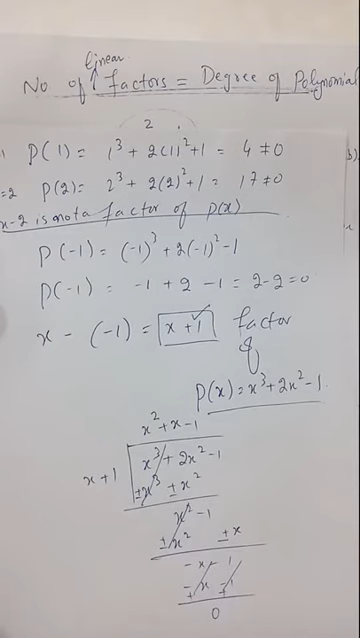 linear
No of ↑ factors = Degree of Polynomial
2
P(1) = 1³ + 2(1)² + 1 = 4 ≠ 0
=2 P(2) = 2³ + 2(2)² + 1 = 17 ≠ 0
x-2 is not a factor of P(x)
P(-1) = (-1)³ + 2(-1)² - 1
P(-1) = -1 + 2 - 1 = 2-2 = 0
x - (-1) = x + 1 factor
of
P(x) = x³ + 2x² - 1.
x² + x - 1
x + 1 x³ + 2x² - 1
± x³ ± x²
x² - 1
± x² ± x
- x - 1
- x - 1
+ +
0